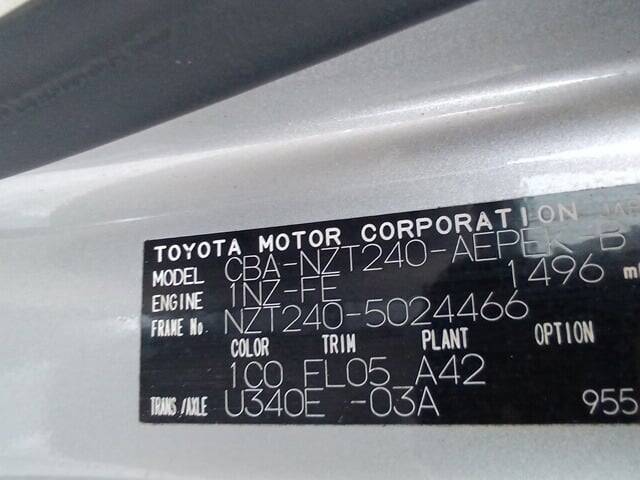 TOYOTA MOTOR CORPORATION JAP
MODEL CBA-NZT240-AEPEK B
ENGINE 1NZ-FE 1496 m
FRAME No. NZT240-5024466
COLOR TRIM PLANT OPTION
1C0 FL05 A42
TRANS/AXLE U340E -03A 955